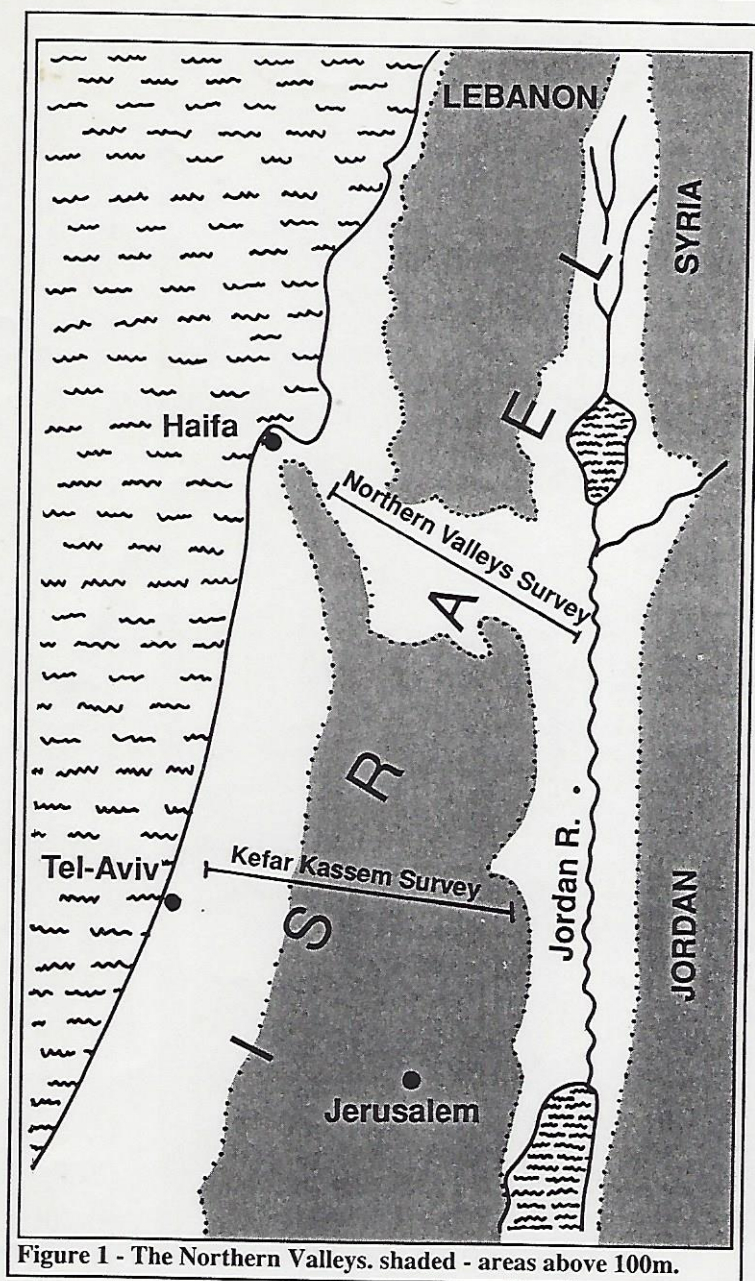 LEBANON
SYRIA
Haifa
Northern Valleys Survey
ISRAEL
Tel-Aviv
Kefar Kassem Survey
Jordan R.
JORDAN
Jerusalem
Figure 1 - The Northern Valleys. shaded - areas above 100m.